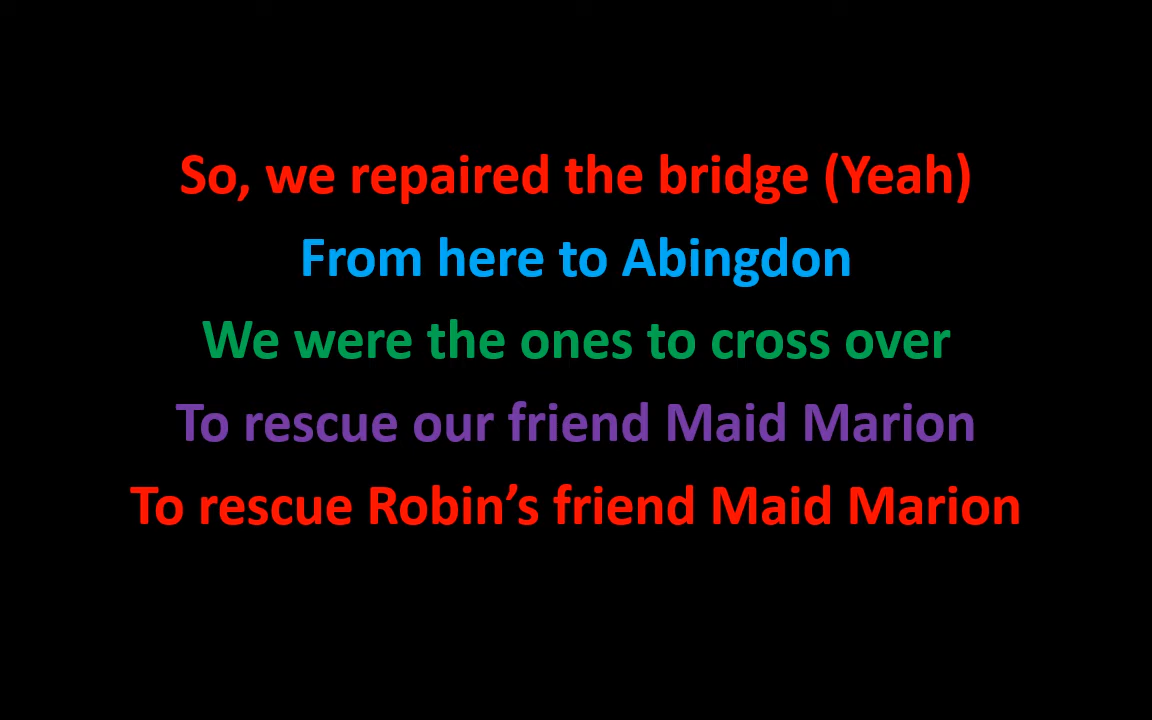 So, we repaired the bridge (Yeah)
From here to Abingdon
We were the ones to cross over
To rescue our friend Maid Marion
To rescue Robin’s friend Maid Marion